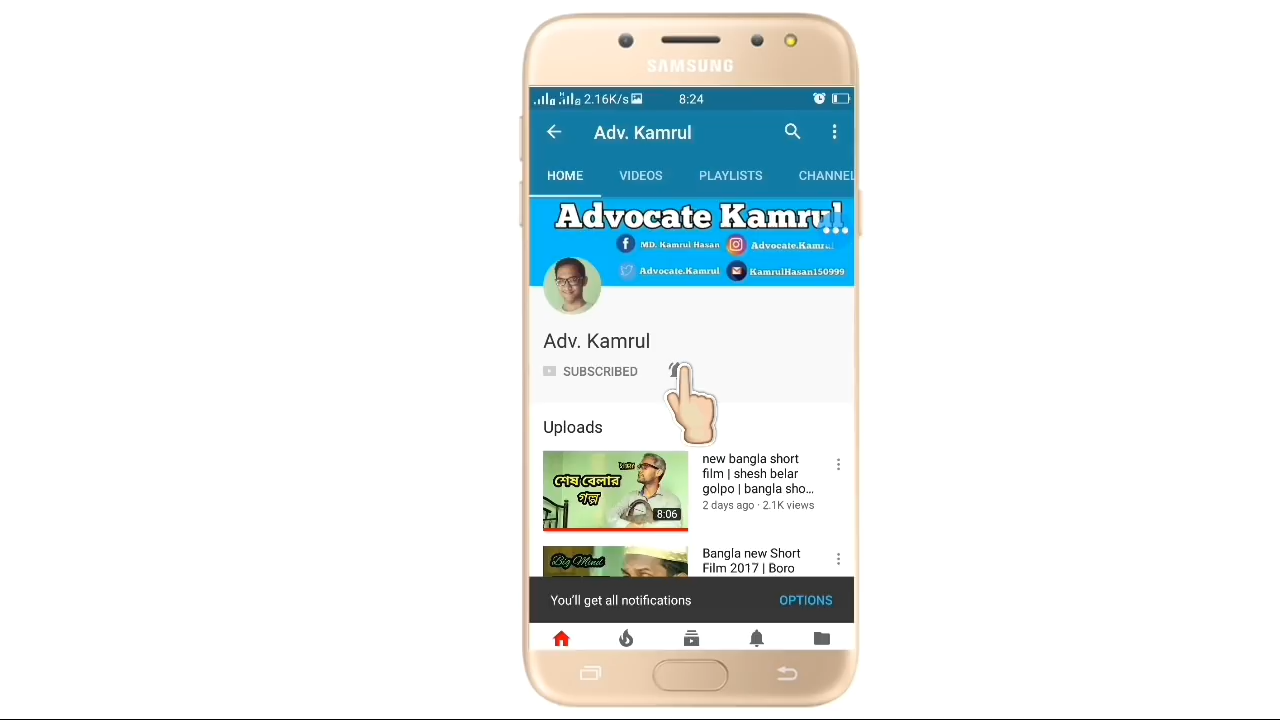 SAMSUNG
2.16K/s 8:24
Adv. Kamrul
HOME VIDEOS PLAYLISTS CHANNEL
Advocate Kamrul
MD. Kamrul Hasan
Advocate.Kamrul
KamrulHasan150999
Adv. Kamrul
SUBSCRIBED
Uploads
শেষ বেলার
গল্প
8:06
new bangla short
film | shesh belar
golpo | bangla sho...
2 days ago · 2.1K views
Big Mind
Bangla new Short
Film 2017 | Boro
You'll get all notifications OPTIONS